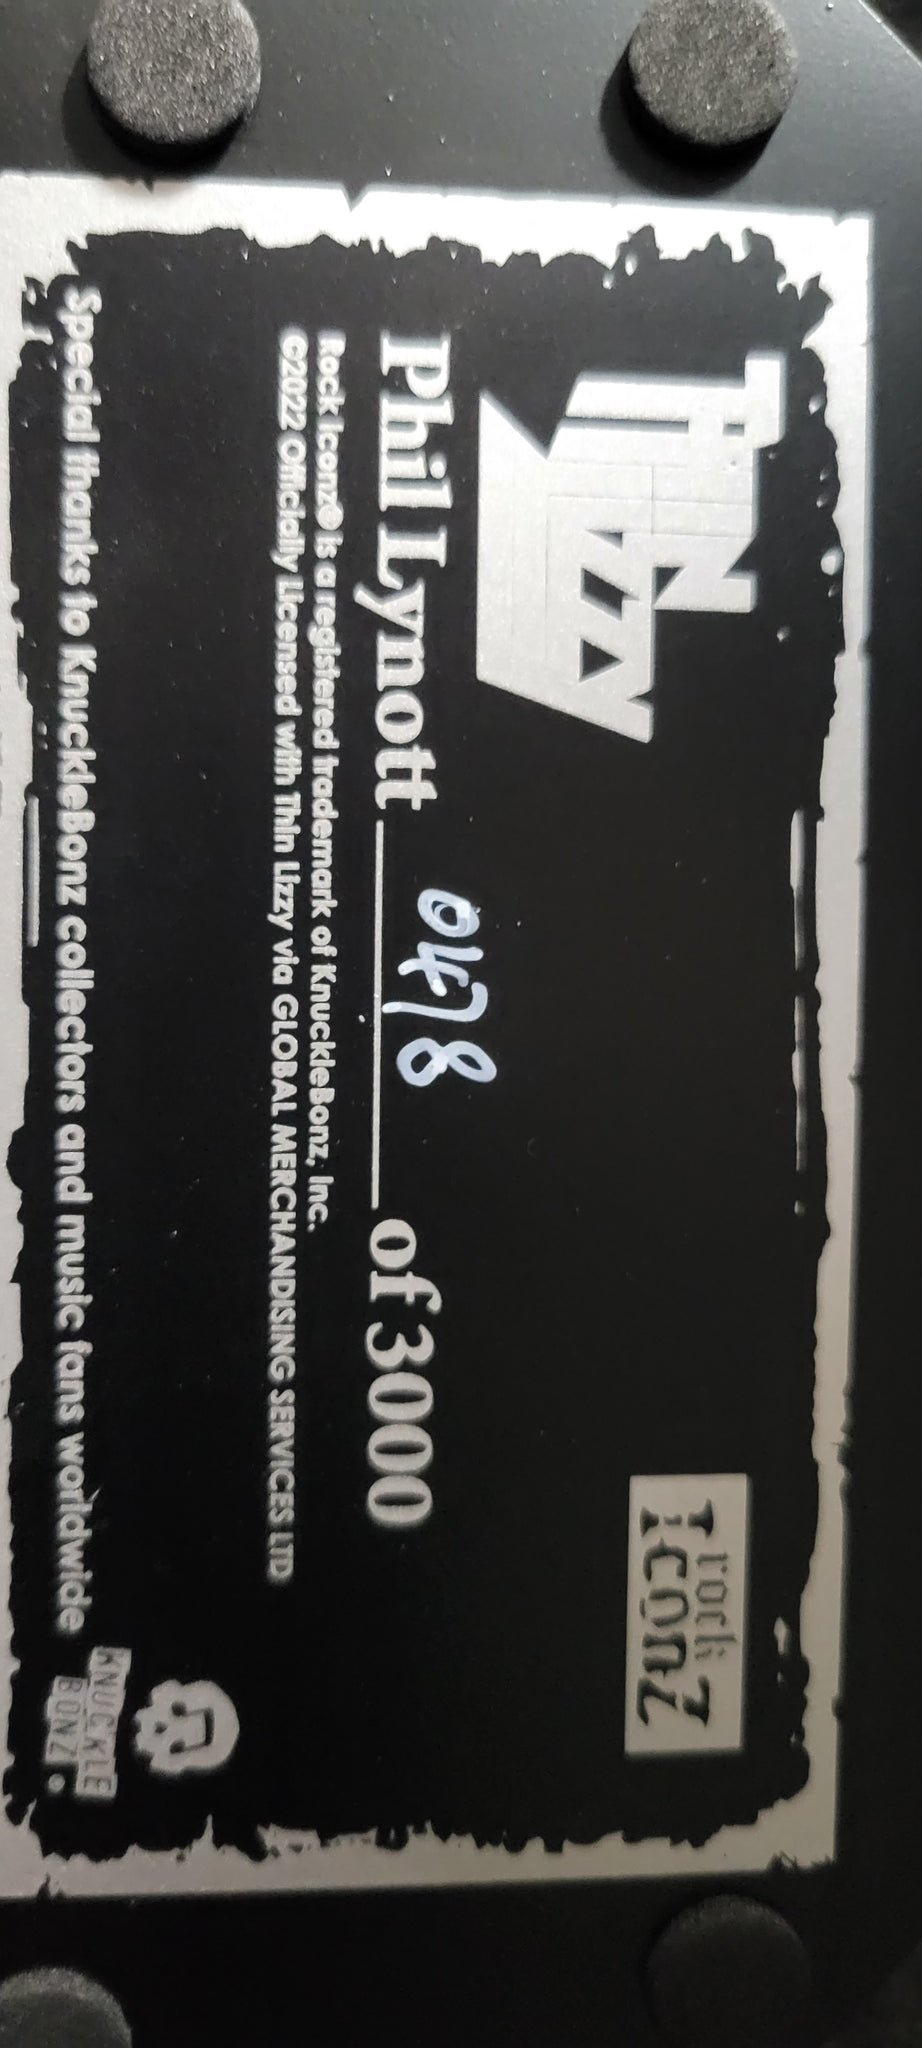 THIN
LIZZY
rock
Iconz
Phil Lynott 0478 of 3000
Rock Iconz® is a registered trademark of KnuckleBonz, Inc.
©2022 Officially Licensed with Thin Lizzy via GLOBAL MERCHANDISING SERVICES LTD
Special thanks to KnuckleBonz collectors and music fans worldwide
KNUCKLE
BONZ